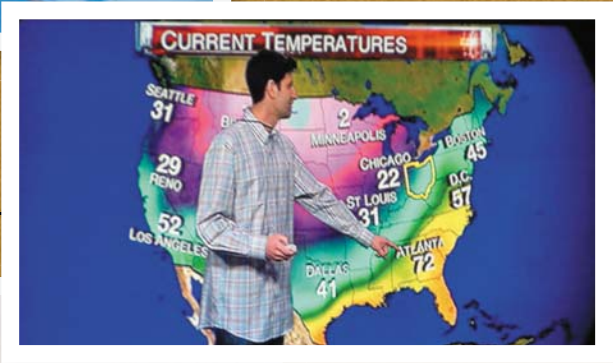 CURRENT TEMPERATURES
SEATTLE
31
2
MINNEAPOLIS
BOSTON
45
CHICAGO
22
29
RENO
D.C.
57
ST LOUIS
31
52
LOS ANGELES
ATLANTA
72
DALLAS
41